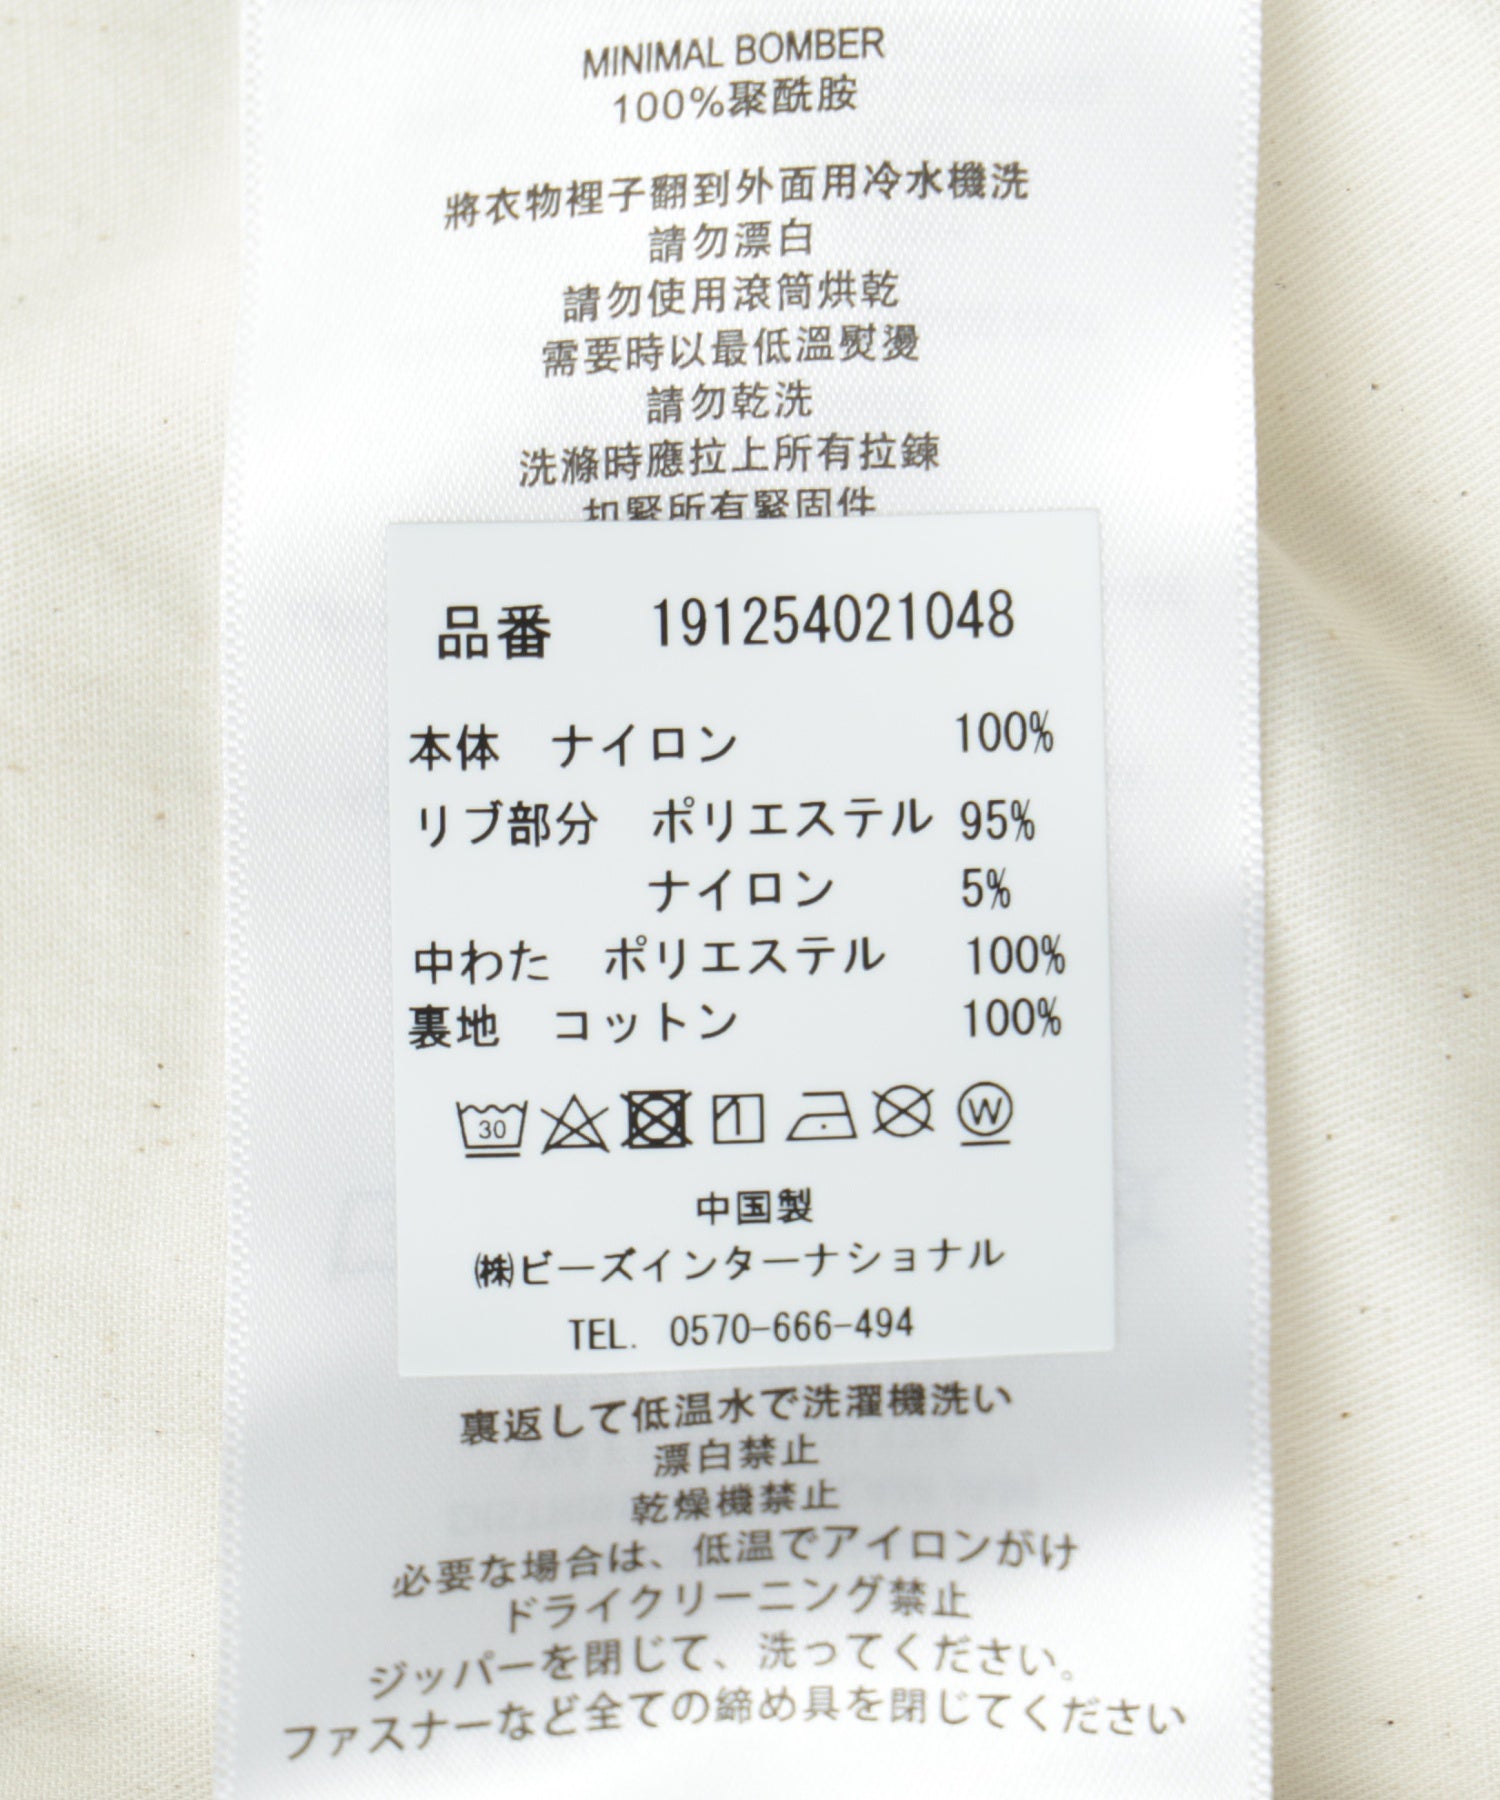 MINIMAL BOMBER
100%聚酰胺
將衣物裡子翻到外面用冷水機洗
請勿漂白
請勿使用滾筒烘乾
需要時以最低溫熨燙
請勿乾洗
洗滌時應拉上所有拉鍊
扣緊所有緊固件
品番 191254021048
本体 ナイロン 100%
リブ部分 ポリエステル 95%
ナイロン 5%
中わた ポリエステル 100%
裏地 コットン 100%
30 W
中国製
㈱ビーズインターナショナル
TEL. 0570-666-494
裏返して低温水で洗濯機洗い
漂白禁止
乾燥機禁止
必要な場合は、低温でアイロンがけ
ドライクリーニング禁止
ジッパーを閉じて、洗ってください。
ファスナーなど全ての締め具を閉じてください